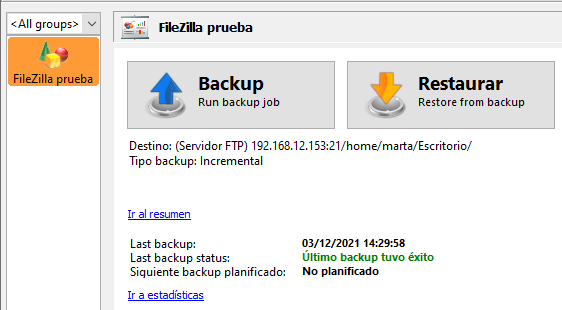 <All groups>
FileZilla prueba
FileZilla prueba
Backup
Run backup job
Restaurar
Restore from backup
Destino: (Servidor FTP) 192.168.12.153:21/home/marta/Escritorio/
Tipo backup: Incremental
Ir al resumen
Last backup: 03/12/2021 14:29:58
Last backup status: Último backup tuvo éxito
Siguiente backup planificado: No planificado
Ir a estadísticas